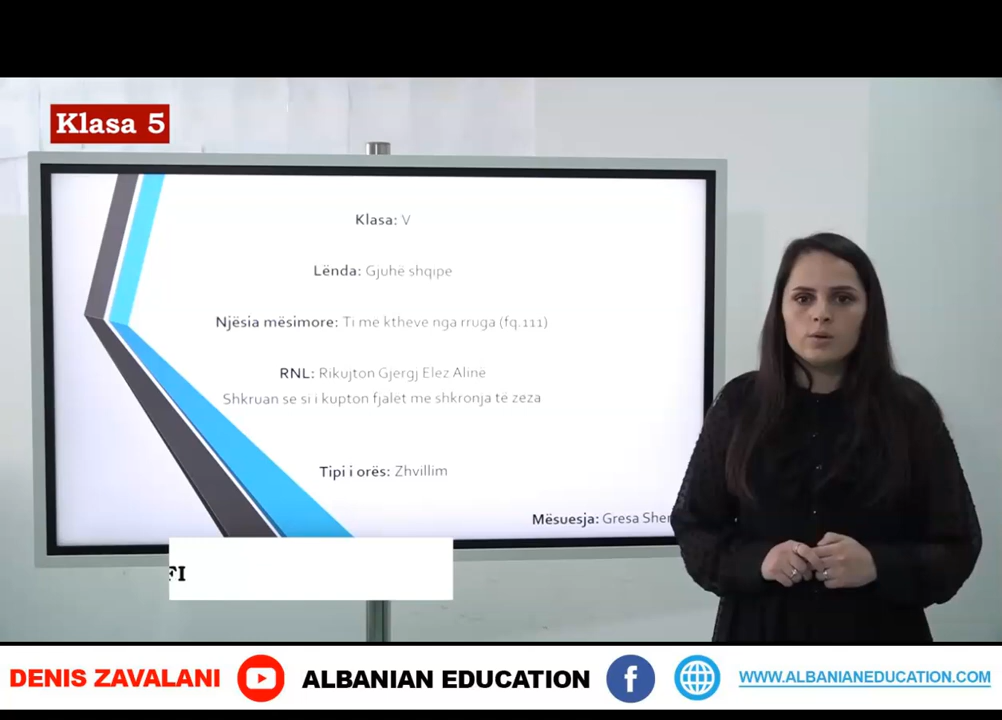 Klasa 5
Klasa: V
Lënda: Gjuhë shqipe
Njësia mësimore: Ti me ktheve nga rruga (fq.111)
RNL: Rikujton Gjergj Elez Alinë
Shkruan se si i kupton fjalet me shkronja të zeza
Tipi i orës: Zhvillim
Mësuesja: Gresa
FI
DENIS ZAVALANI ALBANIAN EDUCATION WWW.ALBANIANEDUCATION.COM